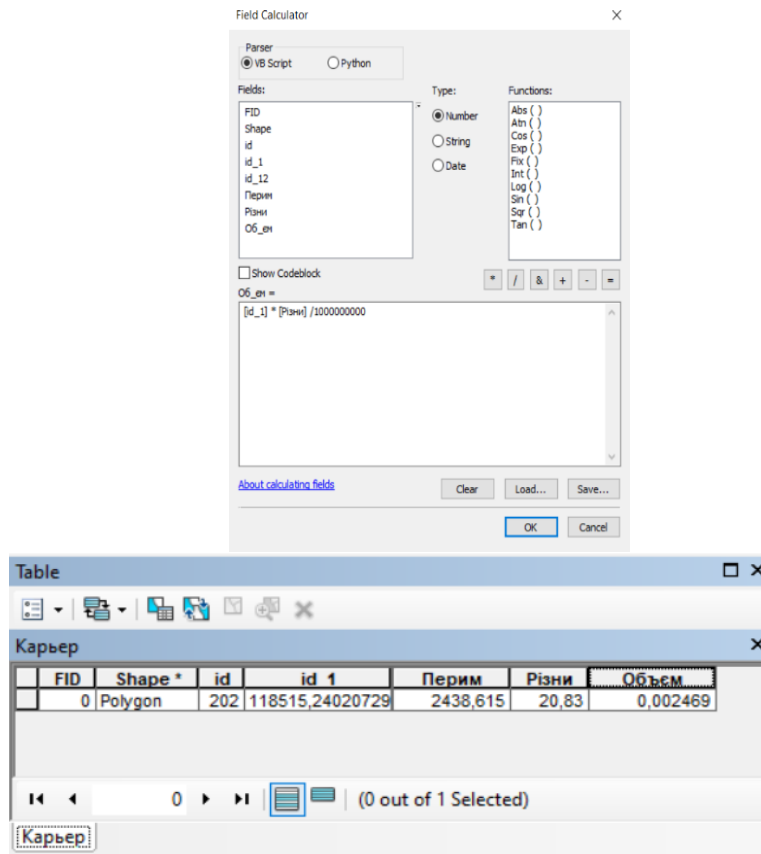 Field Calculator
Parser
VB Script Python
Fields: Type: Functions:
FID
Shape
id
id_1
id_12
Перим
Різни
Об_єм
Number
String
Date
Abs ( )
Atn ( )
Cos ( )
Exp ( )
Fix ( )
Int ( )
Log ( )
Sin ( )
Sqr ( )
Tan ( )
Show Codeblock
* / & + - =
Об_єм =
[id_1] * [Різни] /1000000000
About calculating fields Clear Load... Save...
OK Cancel
Table
Карьер
FID Shape * id id_1 Перим Різни Объєм
0 Polygon 202 118515,24020729 2438,615 20,83 0,002469
0 (0 out of 1 Selected)
Карьер